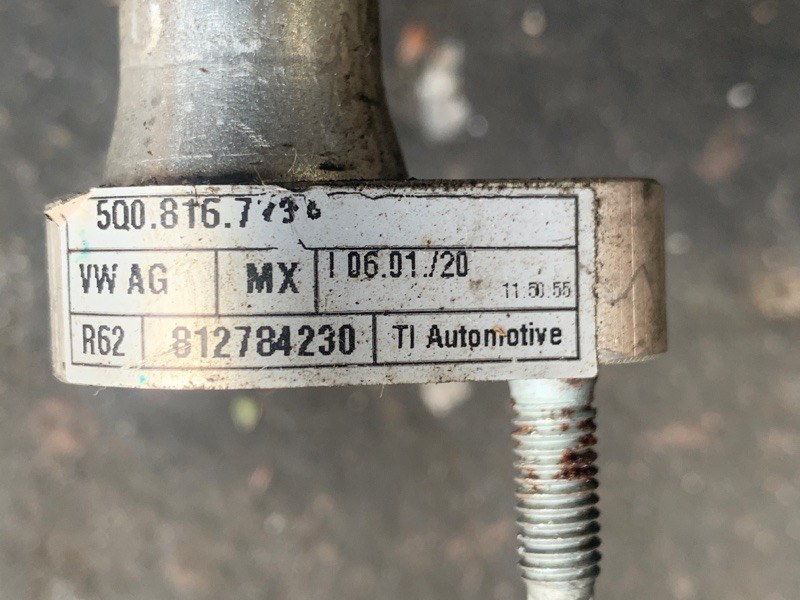 VW AG
MX
I 06.01./20
11:50:55
R62
812784230
TI Automotive